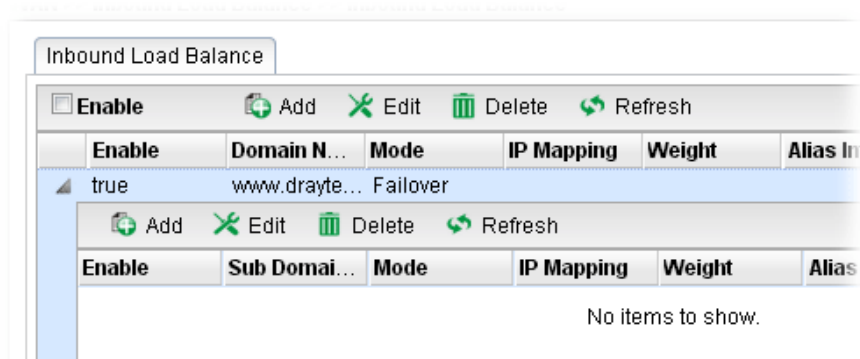 Inbound Load Balance
Enable Add Edit Delete Refresh
Enable Domain N... Mode IP Mapping Weight Alias
true www.drayte... Failover
Add Edit Delete Refresh
Enable Sub Domai... Mode IP Mapping Weight Alias
No items to show.